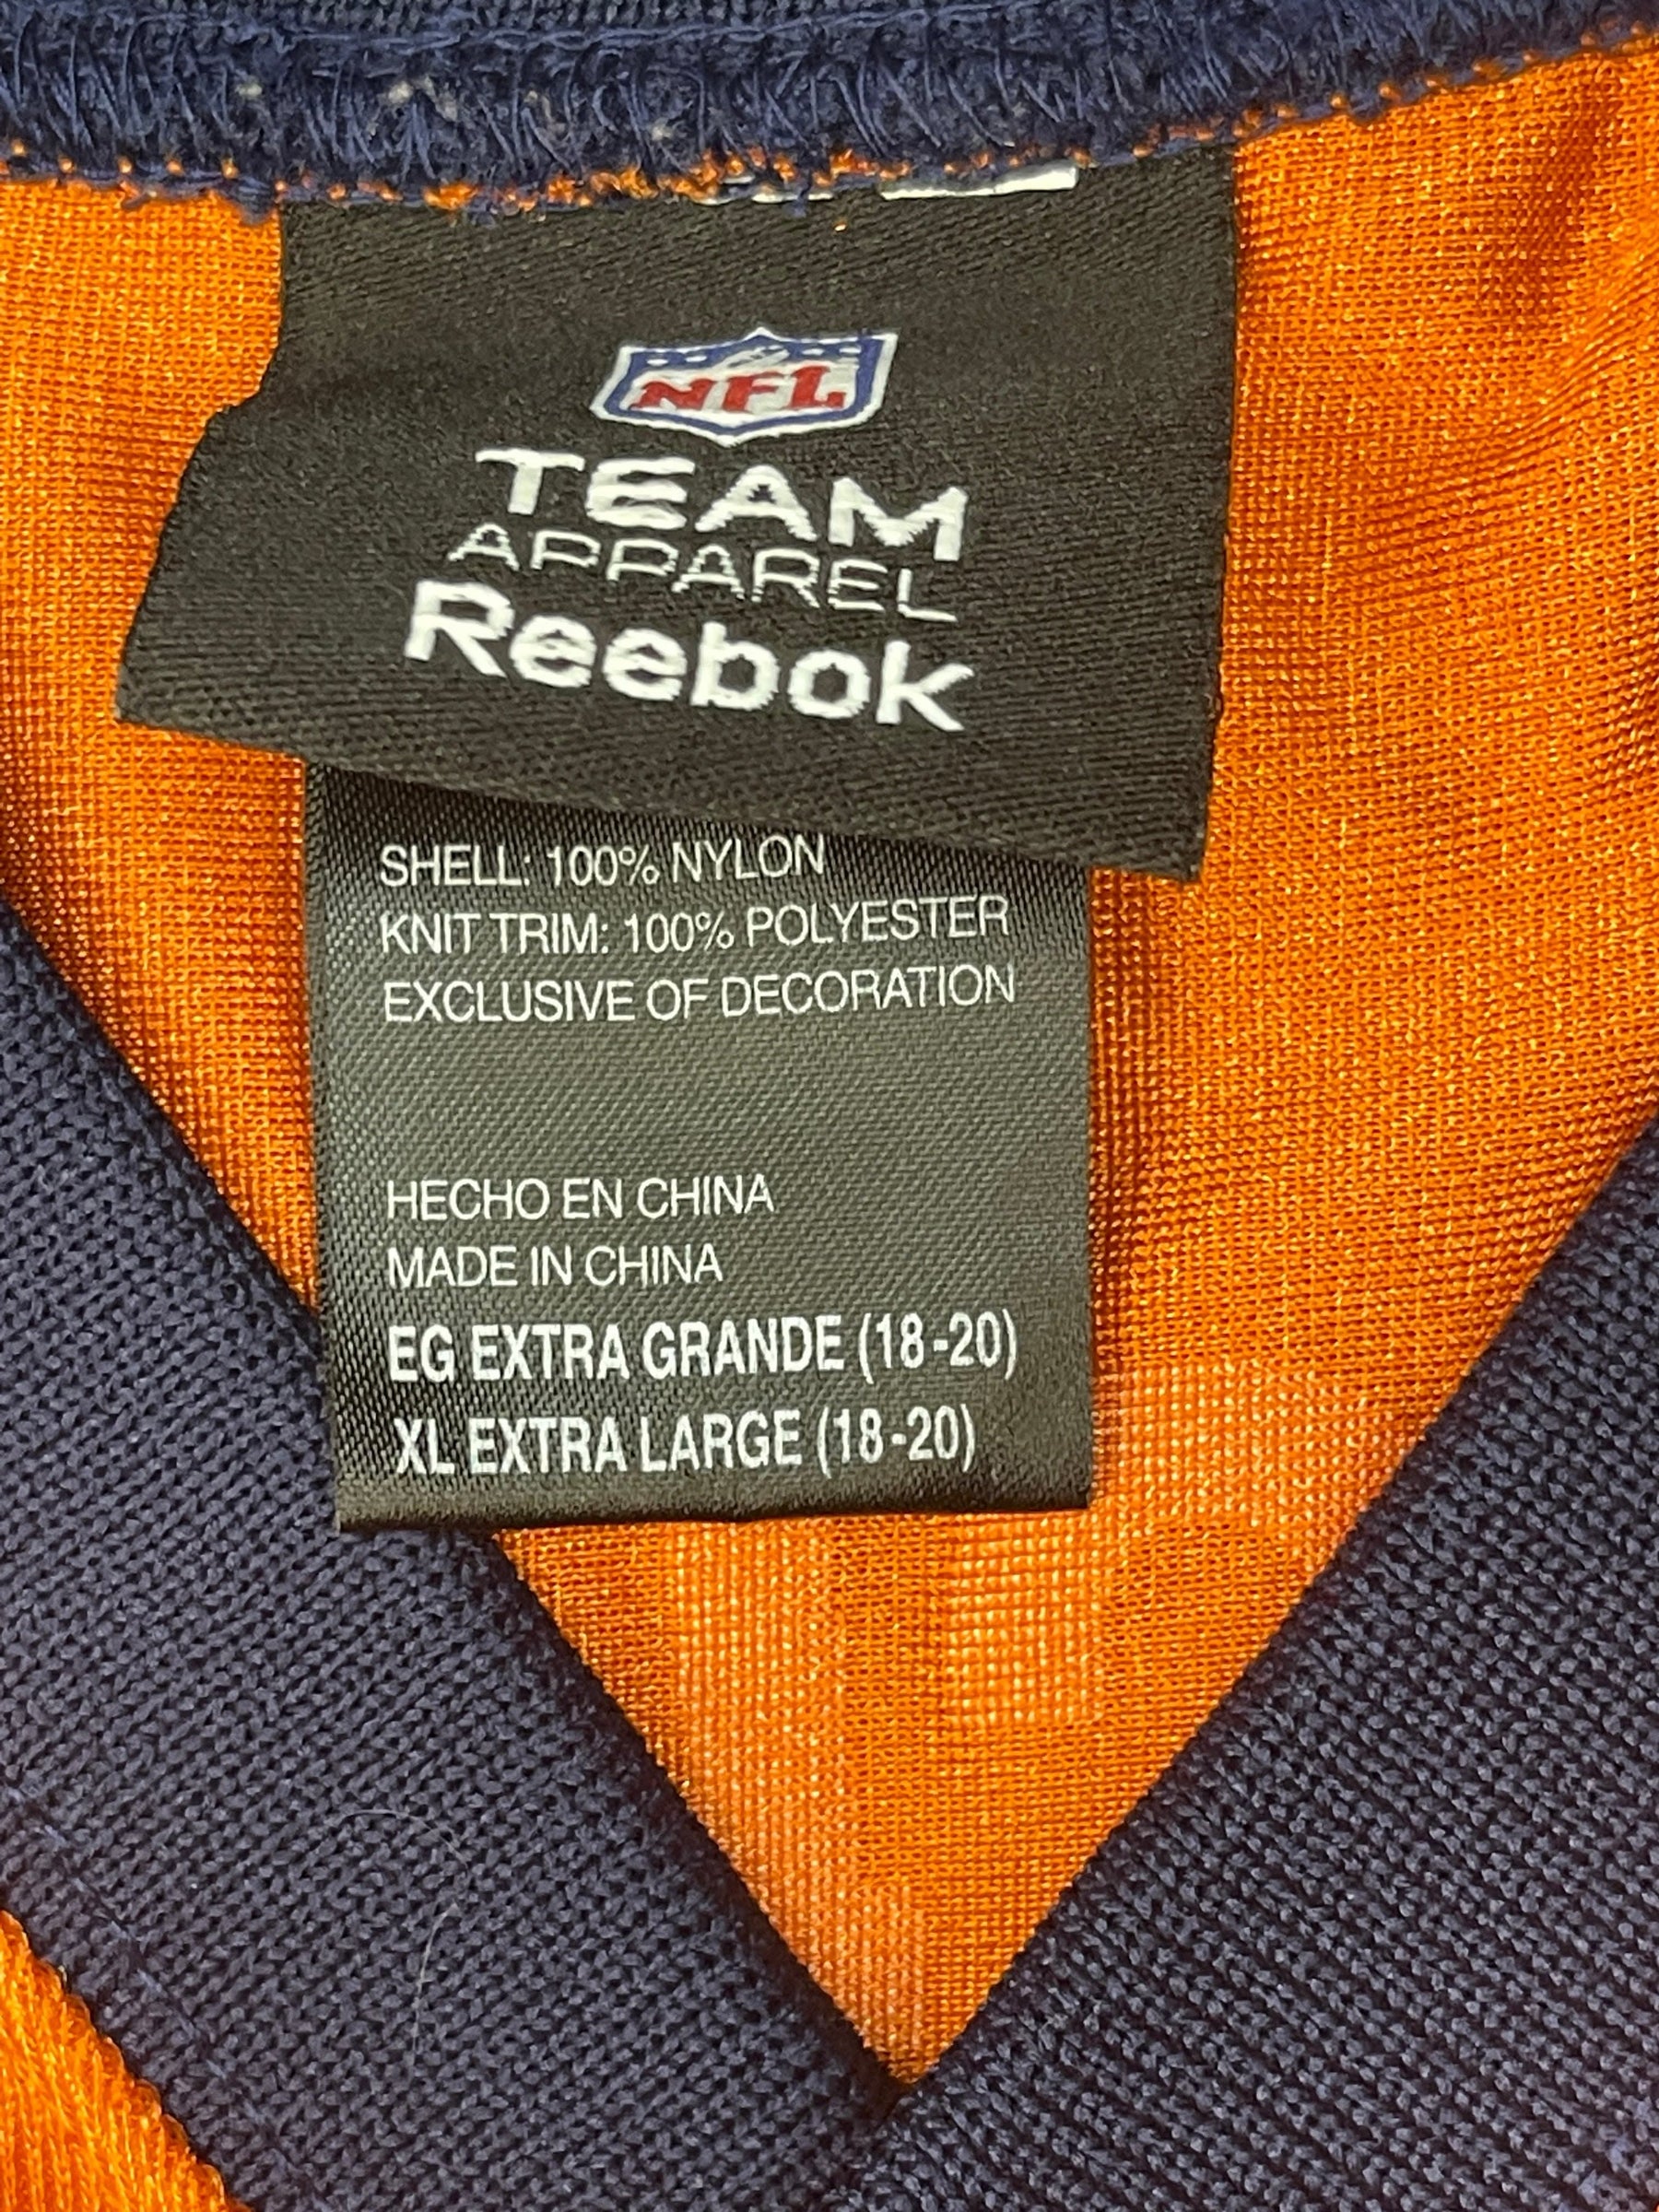 NFL
TEAM
APPAREL
Reebok
SHELL: 100% NYLON
KNIT TRIM: 100% POLYESTER
EXCLUSIVE OF DECORATION
HECHO EN CHINA
MADE IN CHINA
EG EXTRA GRANDE (18-20)
XL EXTRA LARGE (18-20)